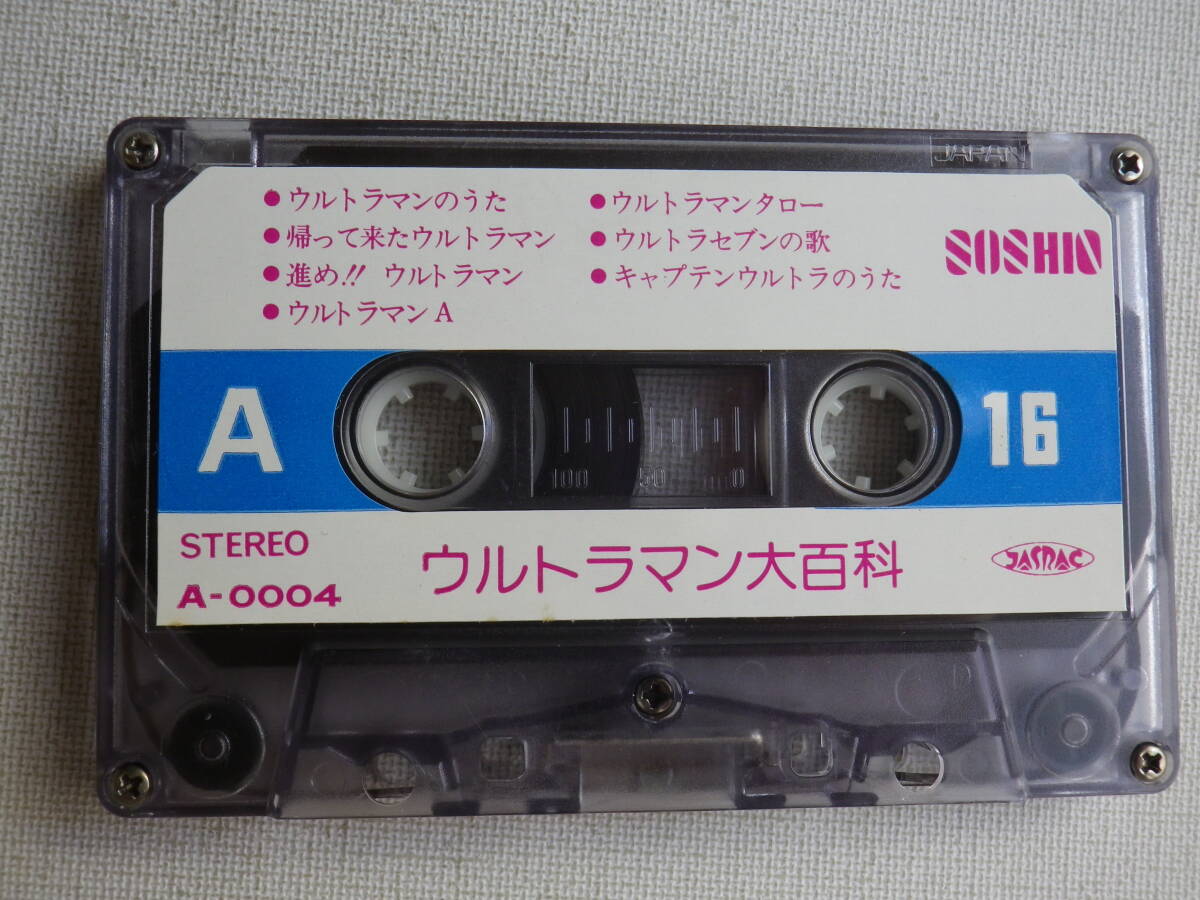 JAPAN
●ウルトラマンのうた
●帰って来たウルトラマン
●進め!! ウルトラマン
●ウルトラマンA
●ウルトラマンタロー
●ウルトラセブンの歌
●キャプテンウルトラのうた
SOSHIN
A
16
100 50 0
STEREO
A-0004
ウルトラマン大百科
JASRAC